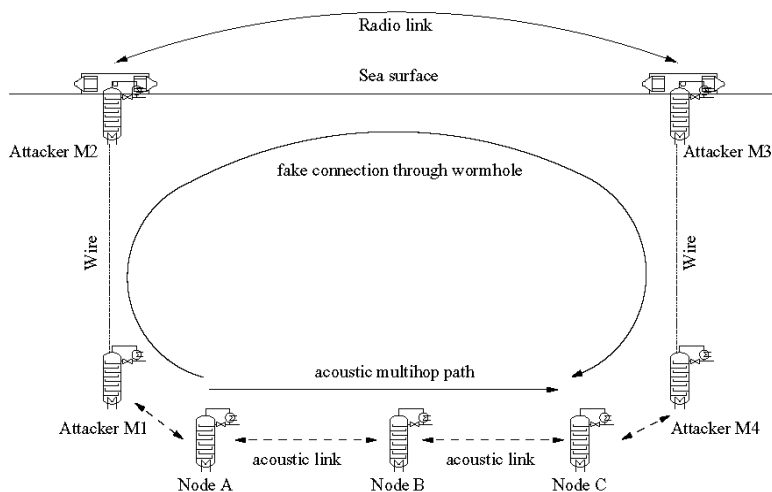 Radio link
Sea surface
Attacker M2
Attacker M3
fake connection through wormhole
Wire
Wire
acoustic multihop path
Attacker M1
Attacker M4
acoustic link
acoustic link
Node A
Node B
Node C